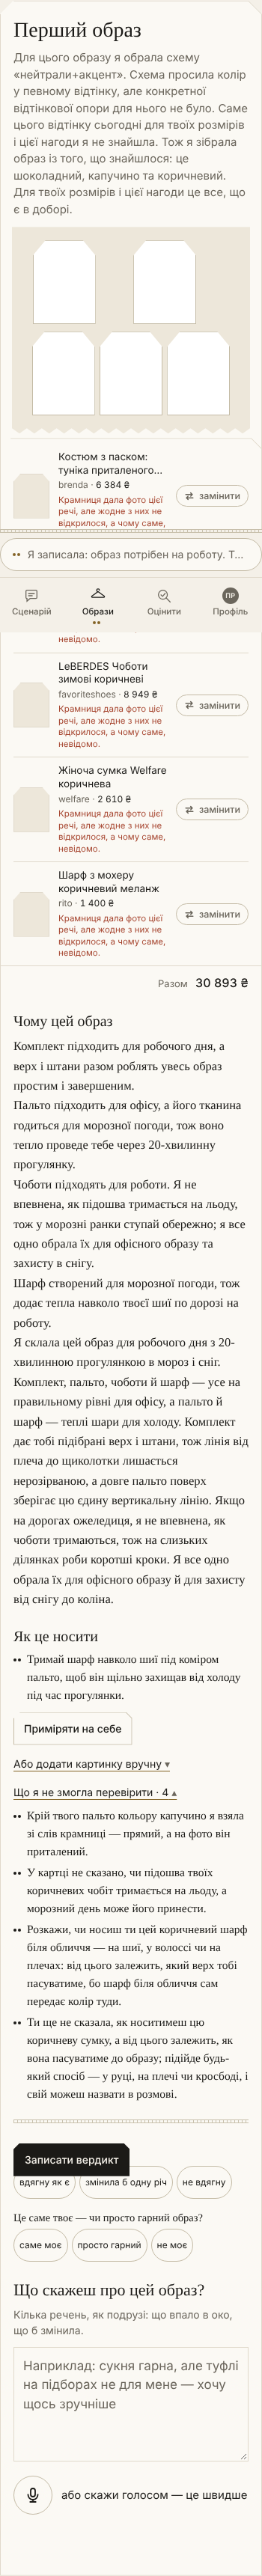 Перший образ
Для цього образу я обрала схему
«нейтрали+акцент». Схема просила колір
у певному відтінку, але конкретної
відтінкової опори для нього не було. Саме
цього відтінку сьогодні для твоїх розмірів
і цієї нагоди я не знайшла. Тож я зібрала
образ із того, що знайшлося: це
шоколадний, капучино та коричневий.
Для твоїх розмірів і цієї нагоди це все, що
є в доборі.
Костюм з паском:
туніка приталеного...
brenda · 6 384 ₴
Крамниця дала фото цієї
речі, але жодне з них не
відкрилося, а чому саме,
замінити
Я записала: образ потрібен на роботу. Т...
Сценарій
Образи
Оцінити
ПР
Профіль
невідомо.
LeBERDES Чоботи
зимові коричневі
favoriteshoes · 8 949 ₴
Крамниця дала фото цієї
речі, але жодне з них не
відкрилося, а чому саме,
невідомо.
замінити
Жіноча сумка Welfare
коричнева
welfare · 2 610 ₴
Крамниця дала фото цієї
речі, але жодне з них не
відкрилося, а чому саме,
невідомо.
замінити
Шарф з мохеру
коричневий меланж
rito · 1 400 ₴
Крамниця дала фото цієї
речі, але жодне з них не
відкрилося, а чому саме,
невідомо.
замінити
Разом 30 893 ₴
Чому цей образ
Комплект підходить для робочого дня, а
верх і штани разом роблять увесь образ
простим і завершеним.
Пальто підходить для офісу, а його тканина
годиться для морозної погоди, тож воно
тепло проведе тебе через 20-хвилинну
прогулянку.
Чоботи підходять для роботи. Я не
впевнена, як підошва тримається на льоду,
тож у морозні ранки ступай обережно; я все
одно обрала їх для офісного образу та
захисту в снігу.
Шарф створений для морозної погоди, тож
додає тепла навколо твоєї шиї по дорозі на
роботу.
Я склала цей образ для робочого дня з 20-
хвилинною прогулянкою в мороз і сніг.
Комплект, пальто, чоботи й шарф — усе на
правильному рівні для офісу, а пальто й
шарф — теплі шари для холоду. Комплект
дає тобі підібрані верх і штани, тож лінія від
плеча до щиколотки лишається
нерозірваною, а довге пальто поверх
зберігає цю єдину вертикальну лінію. Якщо
на дорогах ожеледиця, я не впевнена, як
чоботи тримаються, тож на слизьких
ділянках роби коротші кроки. Я все одно
обрала їх для офісного образу й для захисту
від снігу до коліна.
Як це носити
Тримай шарф навколо шиї під коміром
пальто, щоб він щільно захищав від холоду
під час прогулянки.
Приміряти на себе
Або додати картинку вручну ▾
Що я не змогла перевірити · 4 ▴
Крій твого пальто кольору капучино я взяла
зі слів крамниці — прямий, а на фото він
приталений.
У картці не сказано, чи підошва твоїх
коричневих чобіт тримається на льоду, а
морозний день може його принести.
Розкажи, чи носиш ти цей коричневий шарф
біля обличчя — на шиї, у волоссі чи на
плечах: від цього залежить, який верх тобі
пасуватиме, бо шарф біля обличчя сам
передає колір туди.
Ти ще не сказала, як носитимеш цю
коричневу сумку, а від цього залежить, як
вона пасуватиме до образу; підійде будь-
який спосіб — у руці, на плечі чи кросбоді, і
свій можеш назвати в розмові.
Записати вердикт
вдягну як є
змінила б одну річ
не вдягну
Це саме твоє — чи просто гарний образ?
саме моє
просто гарний
не моє
Що скажеш про цей образ?
Кілька речень, як подрузі: що впало в око,
що б змінила.
Наприклад: сукня гарна, але туфлі
на підборах не для мене — хочу
щось зручніше
або скажи голосом — це швидше